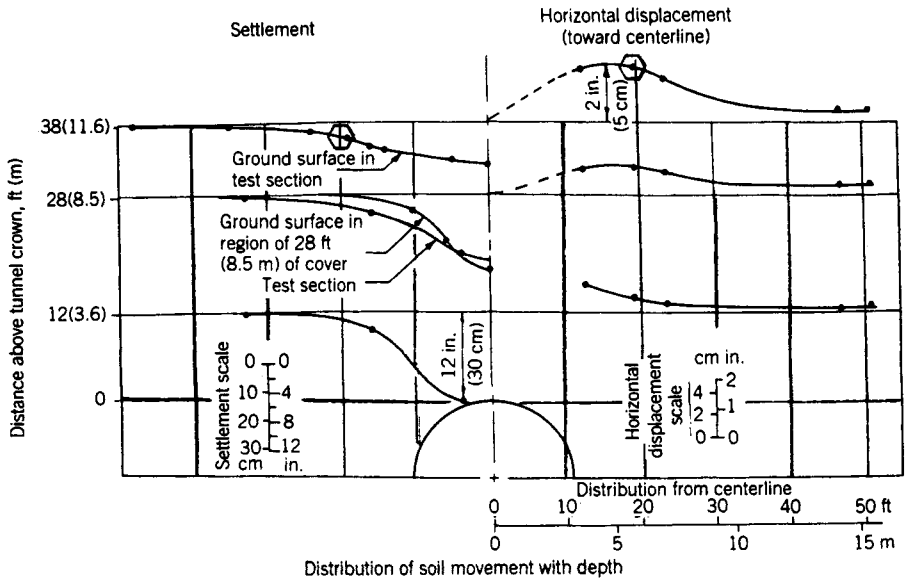 Settlement
Horizontal displacement
(toward centerline)
2 in.
(5 cm)
Distance above tunnel crown, ft (m)
38(11.6)
28(8.5)
12(3.6)
0
Ground surface in
test section
Ground surface in
region of 28 ft
(8.5 m) of cover
Test section
12 in.
(30 cm)
Settlement scale
0 0
10 4
20 8
30 12
cm in.
Horizontal
displacement
scale
cm in.
2
4
2 1
0 0
Distribution from centerline
0 10 20 30 40 50 ft
0 5 10 15 m
Distribution of soil movement with depth